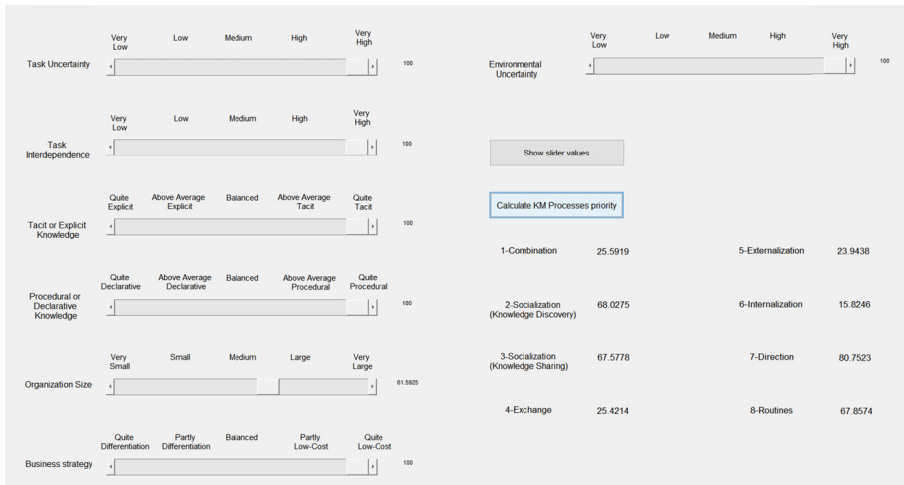 Very Low
Low
Medium
High
Very High
Task Uncertainty
100
Very Low
Low
Medium
High
Very High
Task Interdependence
100
Quite Explicit
Above Average Explicit
Balanced
Above Average Tacit
Quite Tacit
Tacit or Explicit Knowledge
100
Quite Declarative
Above Average Declarative
Balanced
Above Average Procedural
Quite Procedural
Procedural or Declarative Knowledge
100
Very Small
Small
Medium
Large
Very Large
Organization Size
61.5925
Quite Differentiation
Partly Differentiation
Balanced
Partly Low-Cost
Quite Low-Cost
Business strategy
100
Very Low
Low
Medium
High
Very High
Environmental Uncertainty
100
Show slider values
Calculate KM Processes priority
1-Combination
25.5919
5-Externalization
23.9438
2-Socialization (Knowledge Discovery)
68.0275
6-Internalization
15.8246
3-Socalization (Knowledge Sharing)
67.5778
7-Direction
80.7523
4-Exchange
25.4214
8-Routines
67.8574